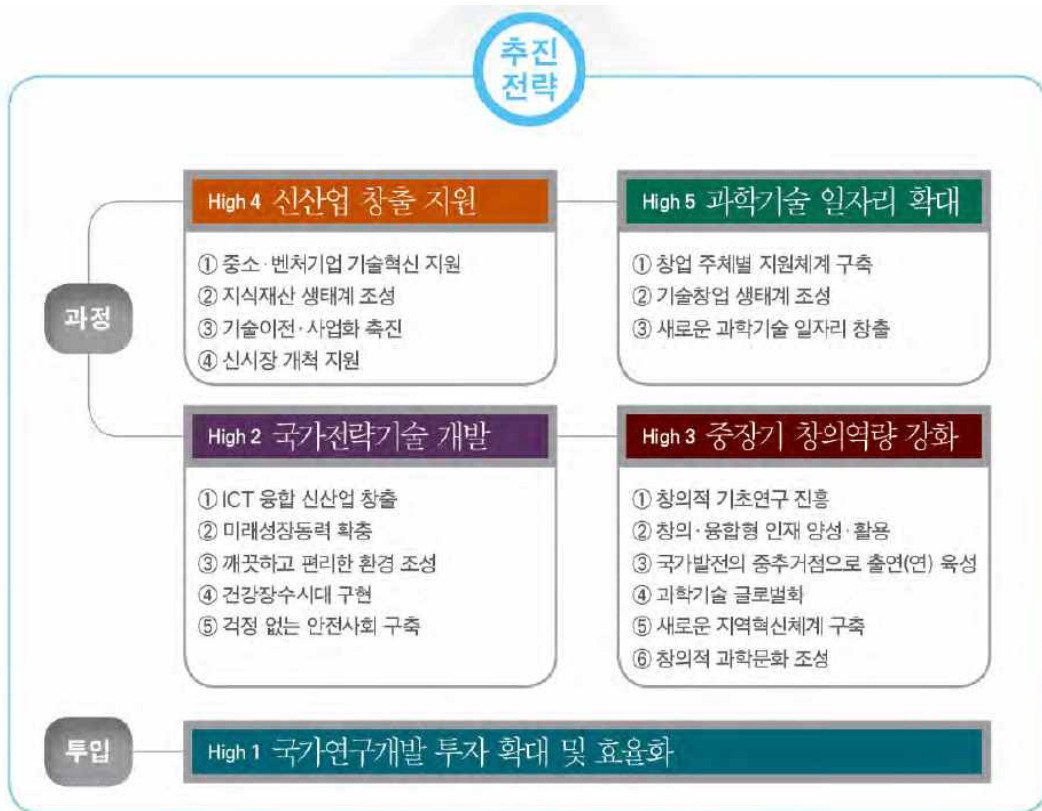 추진
전략
과정
High 4 신산업 창출 지원
① 중소·벤처기업 기술혁신 지원
② 지식재산 생태계 조성
③ 기술이전·사업화 촉진
④ 신시장 개척 지원
High 5 과학기술 일자리 확대
① 창업 주체별 지원체계 구축
② 기술창업 생태계 조성
③ 새로운 과학기술 일자리 창출
High 2 국가전략기술 개발
① ICT 융합 신산업 창출
② 미래성장동력 확충
③ 깨끗하고 편리한 환경 조성
④ 건강장수시대 구현
⑤ 걱정 없는 안전사회 구축
High 3 중장기 창의역량 강화
① 창의적 기초연구 진흥
② 창의·융합형 인재 양성·활용
③ 국가발전의 중추거점으로 출연(연) 육성
④ 과학기술 글로벌화
⑤ 새로운 지역혁신체계 구축
⑥ 창의적 과학문화 조성
투입
High 1 국가연구개발 투자 확대 및 효율화